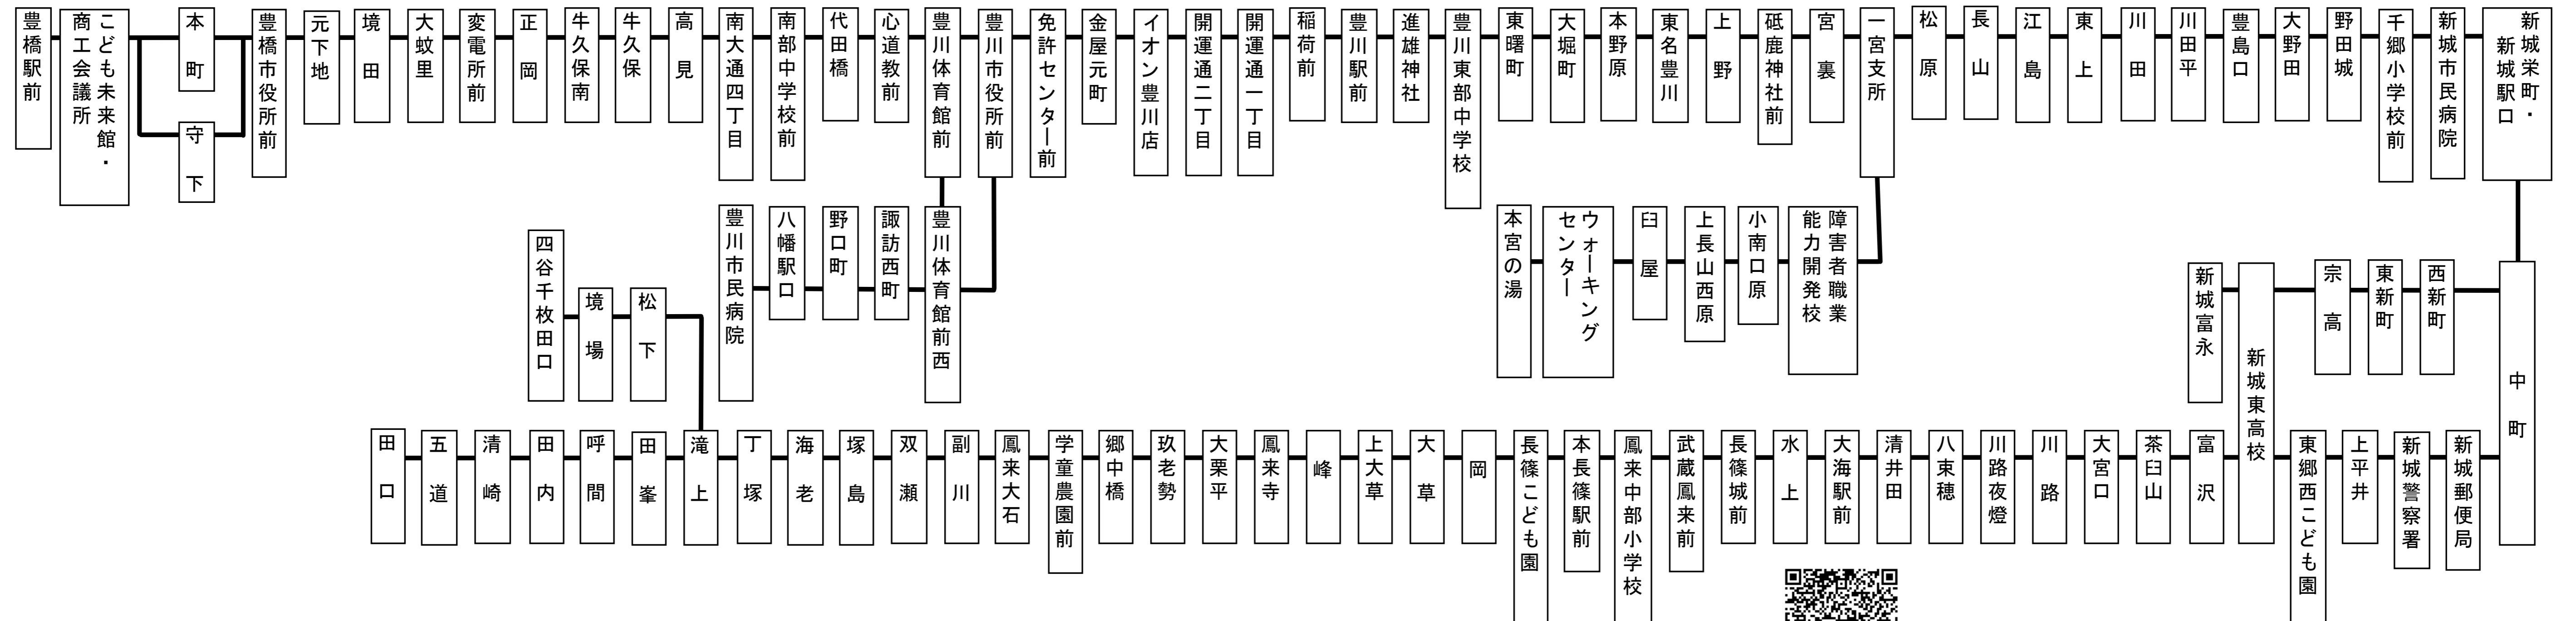 豊橋駅前
こども未来館・
商工会議所
本町
守下
豊橋市役所前
元下地
境田
大蚊里
変電所前
正岡
牛久保南
牛久保
高見
南大通四丁目
南部中学校前
代田橋
心道教前
豊川体育館前
豊川市役所前
免許センター前
金屋元町
イオン豊川店
開運通二丁目
開運通一丁目
稲荷前
豊川駅前
進雄神社
豊川東部中学校
東曙町
大堀町
本野原
東名豊川
上野
砥鹿神社前
宮裏
一宮支所
松原
長山
江島
東上
川田
川田平
豊島口
大野田
野田城
千郷小学校前
新城市民病院
新城栄町・
新城駅口
四谷千枚田口
境場
松下
豊川市民病院
八幡駅口
野口町
諏訪西町
豊川体育館前西
本宮の湯
ウォーキング
センター
臼屋
上長山西原
小南口原
障害者職業
能力開発校
新城富永
新城東高校
宗高
東新町
西新町
中町
田口
五道
清崎
田内
呼間
田峯
滝上
丁塚
海老
塚島
双瀬
副川
鳳来大石
学童農園前
郷中橋
玖老勢
大栗平
鳳来寺
峰
上大草
大草
岡
長篠こども園
本長篠駅前
鳳来中部小学校
武蔵鳳来前
長篠城前
水上
大海駅前
清井田
八束穂
川路夜燈
川路
大宮口
茶臼山
富沢
東郷西こども園
上平井
新城警察署
新城郵便局